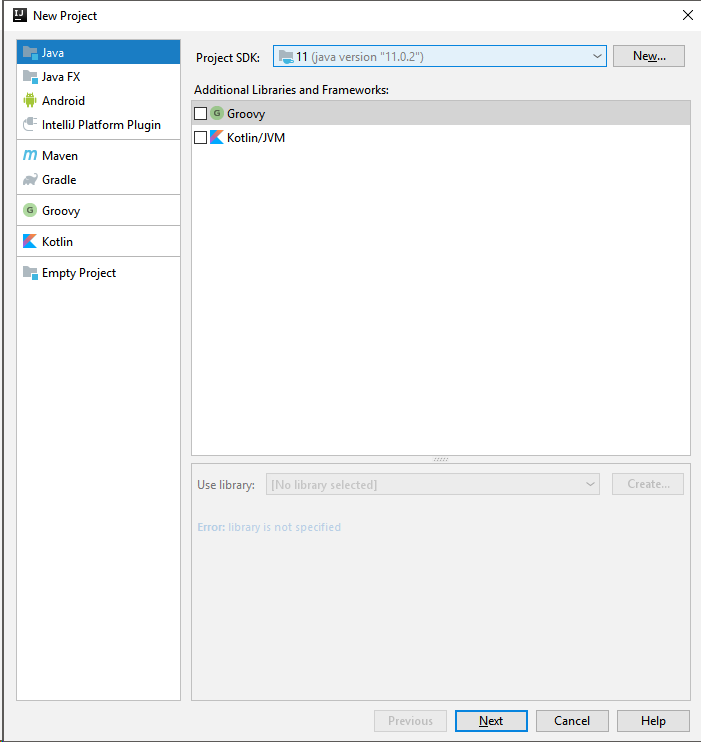 New Project
Java
Java FX
Android
IntelliJ Platform Plugin
Maven
Gradle
Groovy
Kotlin
Empty Project
Project SDK:
11 (java version "11.0.2")
New...
Additional Libraries and Frameworks:
Groovy
Kotlin/JVM
Use library:
[No library selected]
Create...
Error: library is not specified
Previous
Next
Cancel
Help